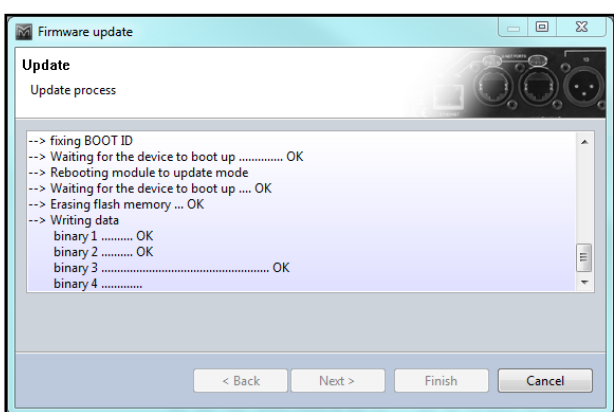 Firmware update
Update
Update process
--> fixing BOOT ID
--> Waiting for the device to boot up .............. OK
--> Rebooting module to update mode
--> Waiting for the device to boot up .... OK
--> Erasing flash memory ... OK
--> Writing data
binary 1 .......... OK
binary 2 .......... OK
binary 3 ..................................................... OK
binary 4 .............
< Back Next > Finish Cancel